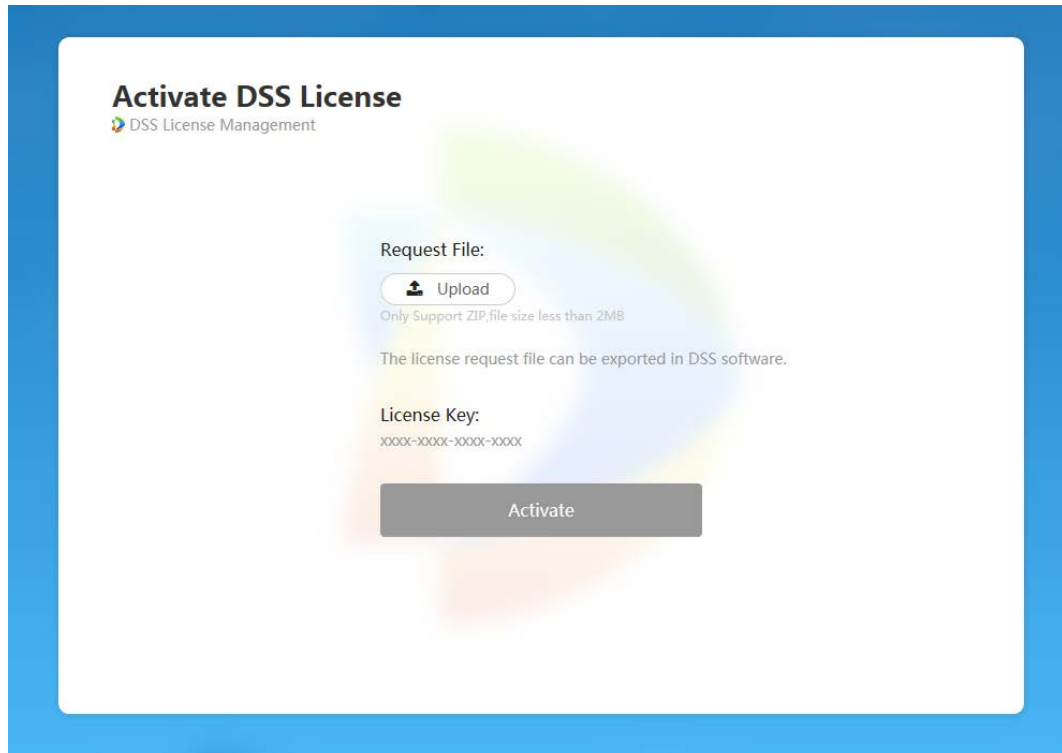 Activate DSS License
DSS License Management
Request File:
Upload
Only Support ZIP,file size less than 2MB
The license request file can be exported in DSS software.
License Key:
xxxx-xxxx-xxxx-xxxx
Activate